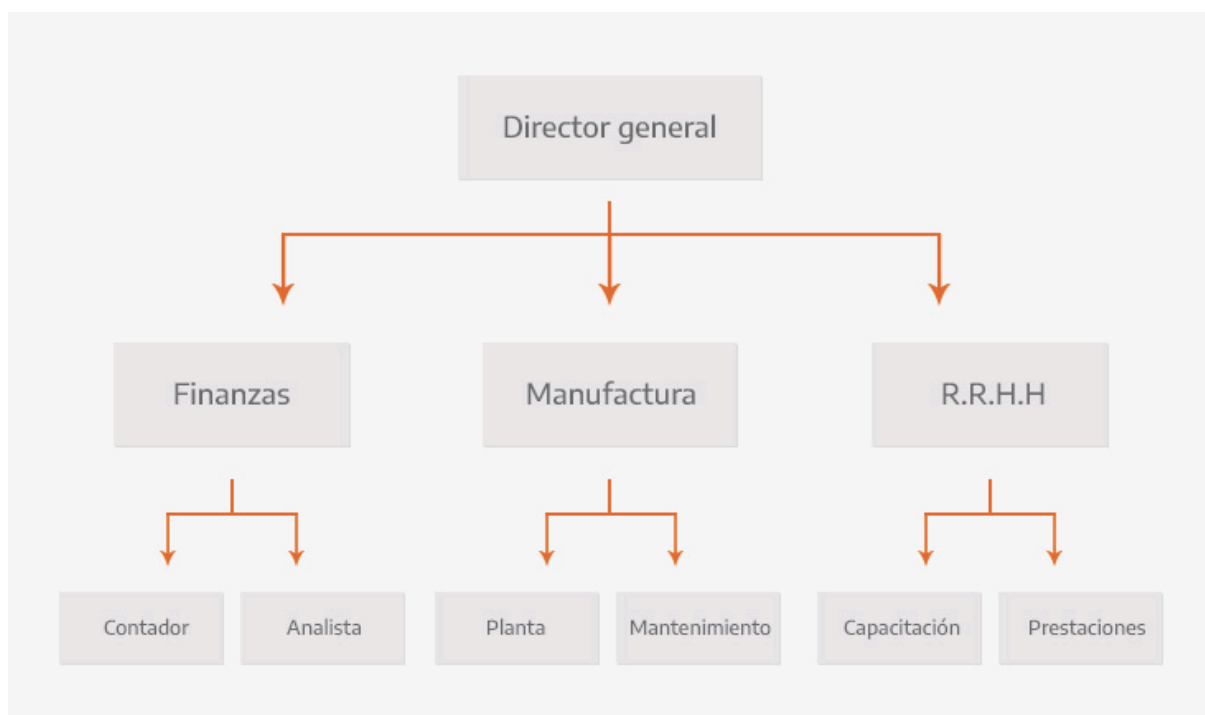 Director general
Finanzas
Manufactura
R.R.H.H
Contador
Analista
Planta
Mantenimiento
Capacitación
Prestaciones